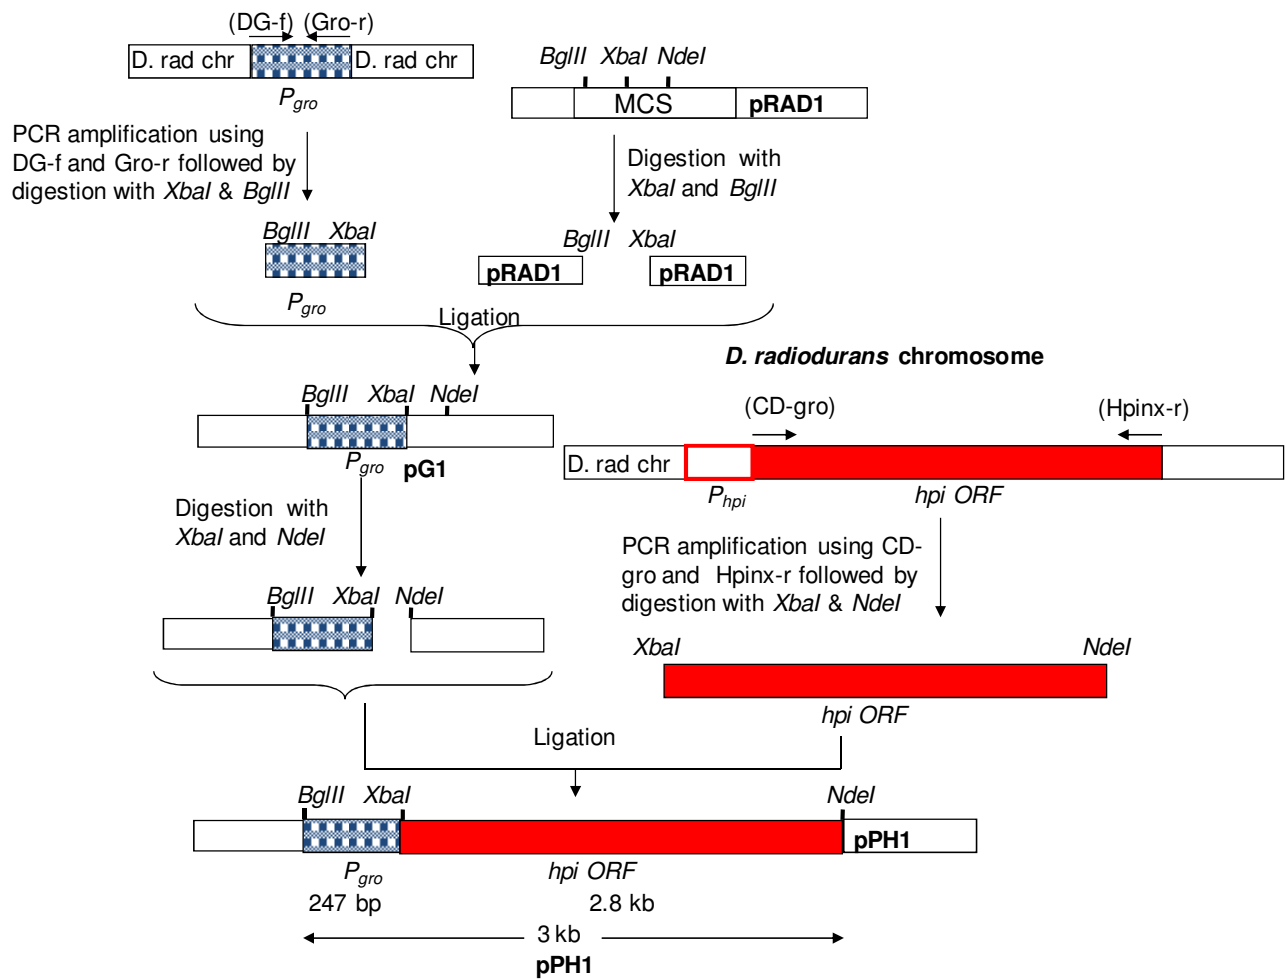 (DG-f) (Gro-r)
D. rad chr D. rad chr
Pgro
PCR amplification using
DG-f and Gro-r followed by
digestion with XbaI & BglII
BglII XbaI NdeI
MCS pRAD1
Digestion with
XbaI and BglII
BglII XbaI
Pgro
BglII XbaI
pRAD1 pRAD1
Ligation
BglII XbaI NdeI
Pgro pG1
Digestion with
XbaI and NdeI
BglII XbaI NdeI
D. radiodurans chromosome
(CD-gro) (Hpinx-r)
D. rad chr
Phpi hpi ORF
PCR amplification using CD-
gro and Hpinx-r followed by
digestion with XbaI & NdeI
XbaI NdeI
hpi ORF
Ligation
BglII XbaI NdeI
pPH1
Pgro hpi ORF
247 bp 2.8 kb
3 kb
pPH1